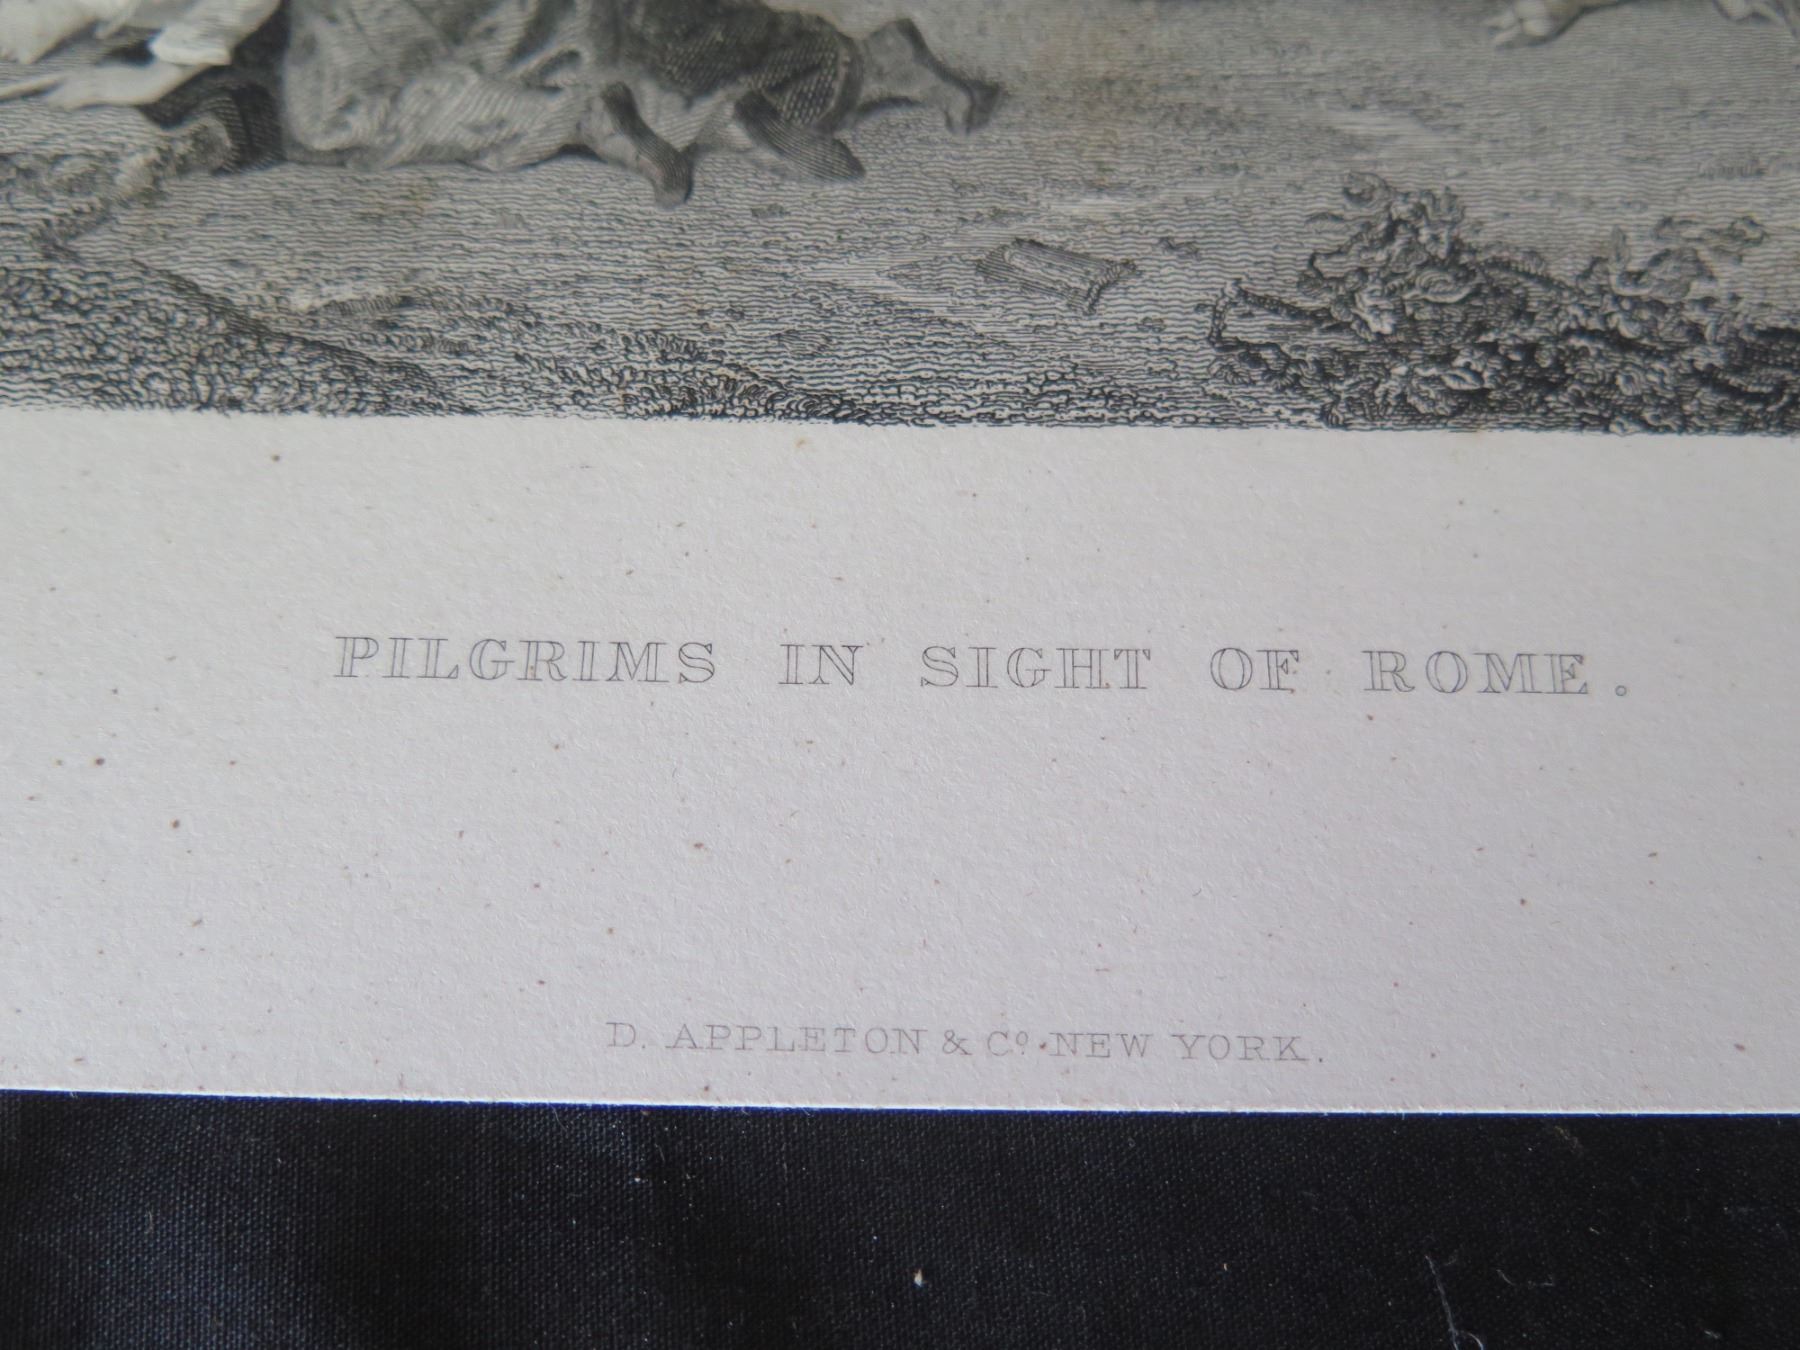 PILGRIMS IN SIGHT OF ROME.
D. APPLETON & Cº. NEW YORK.